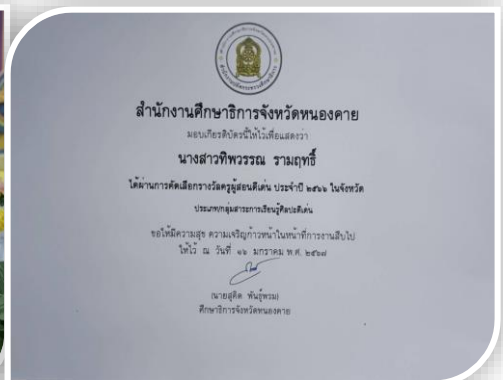 สำนักงานศึกษาธิการจังหวัดหนองคาย
มอบเกียรติบัตรนี้ให้ไว้เพื่อแสดงว่า
นางสาวทิพวรรณ รามฤทธิ์
ได้ผ่านการคัดเลือกรางวัลครูผู้สอนดีเด่น ประจำปี ๒๕๖๖ ในจังหวัด
ประเภทกลุ่มสาระการเรียนรู้ศิลปะดีเด่น
ขอให้มีความสุข ความเจริญก้าวหน้าในหน้าที่การงานสืบไป
ให้ไว้ ณ วันที่ ๑๖ มกราคม พ.ศ. ๒๕๖๗
(นายสุคิด พันธุ์พรม)
ศึกษาธิการจังหวัดหนองคาย